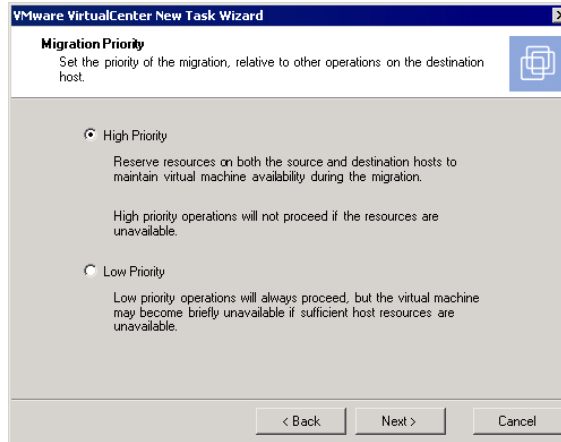 VMware VirtualCenter New Task Wizard
Migration Priority
Set the priority of the migration, relative to other operations on the destination
host.
High Priority
Reserve resources on both the source and destination hosts to
maintain virtual machine availability during the migration.
High priority operations will not proceed if the resources are
unavailable.
Low Priority
Low priority operations will always proceed, but the virtual machine
may become briefly unavailable if sufficient host resources are
unavailable.
< Back
Next >
Cancel